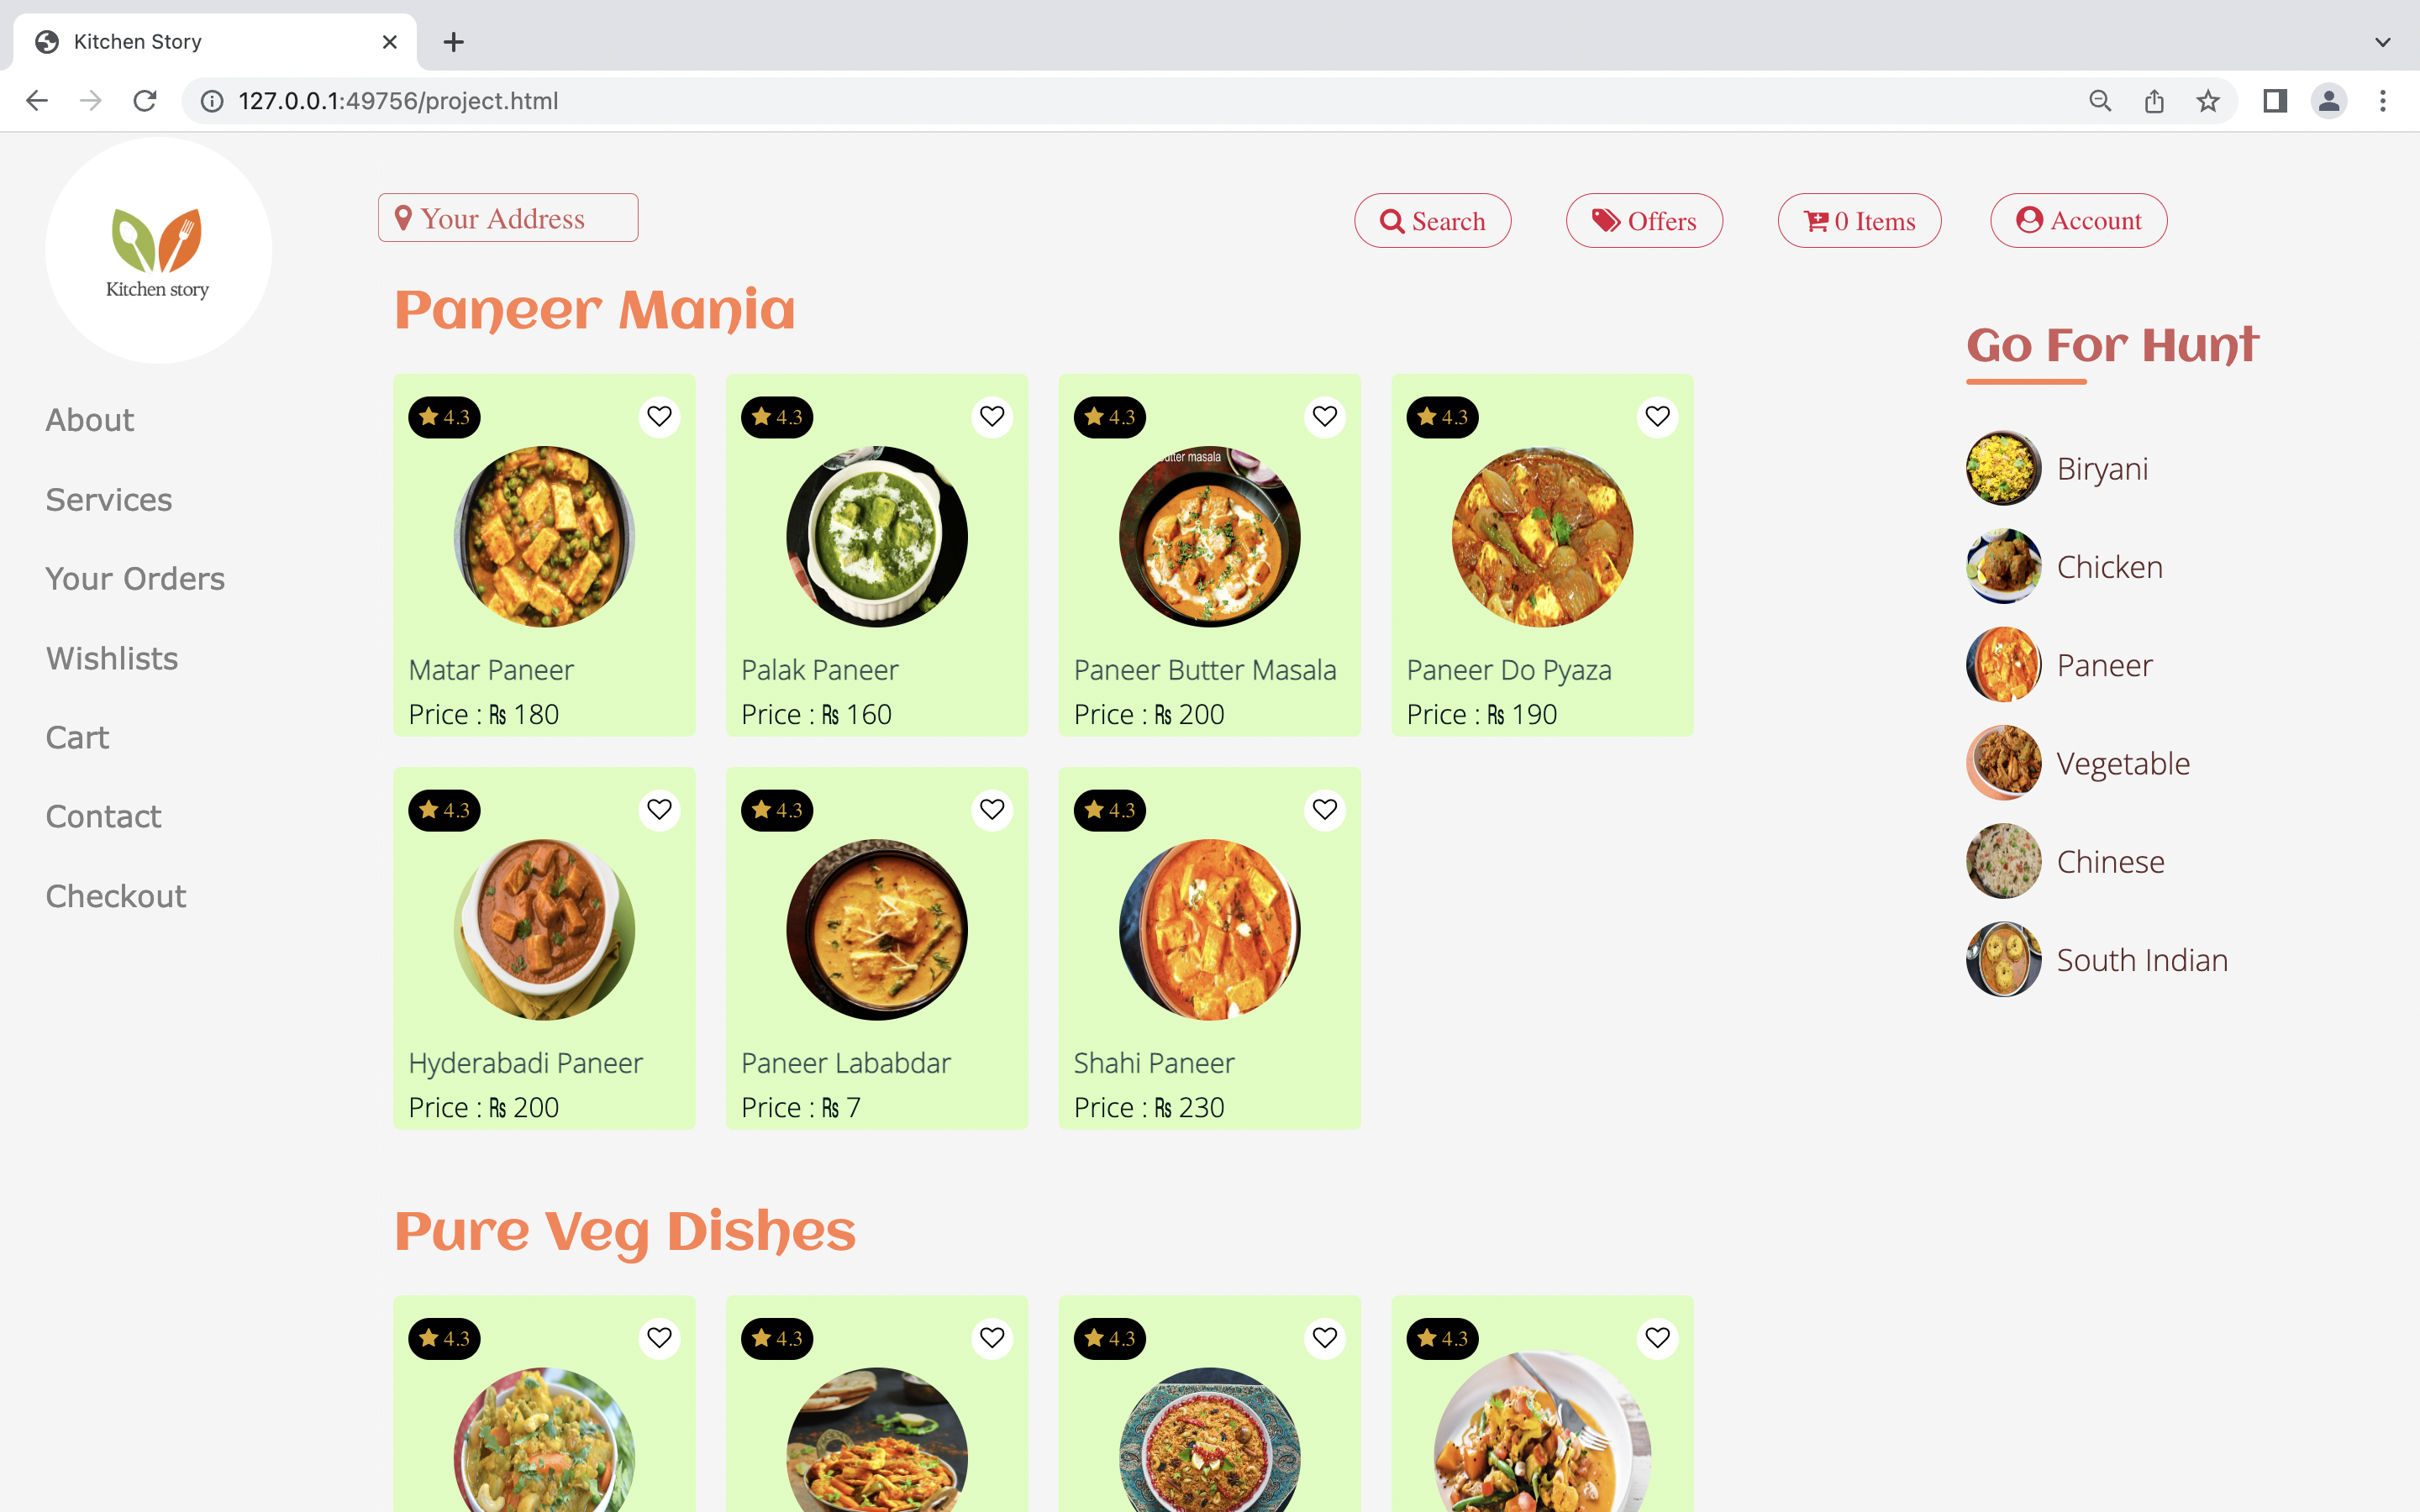 Kitchen Story
127.0.0.1:49756/project.html
Kitchen story
Your Address
Search
Offers
0 Items
Account
About
Services
Your Orders
Wishlists
Cart
Contact
Checkout
Paneer Mania
4.3
4.3
4.3
4.3
utter masala
Matar Paneer
Price : ₨ 180
Palak Paneer
Price : ₨ 160
Paneer Butter Masala
Price : ₨ 200
Paneer Do Pyaza
Price : ₨ 190
4.3
4.3
4.3
Hyderabadi Paneer
Price : ₨ 200
Paneer Lababdar
Price : ₨ 7
Shahi Paneer
Price : ₨ 230
Pure Veg Dishes
4.3
4.3
4.3
4.3
Go For Hunt
Biryani
Chicken
Paneer
Vegetable
Chinese
South Indian